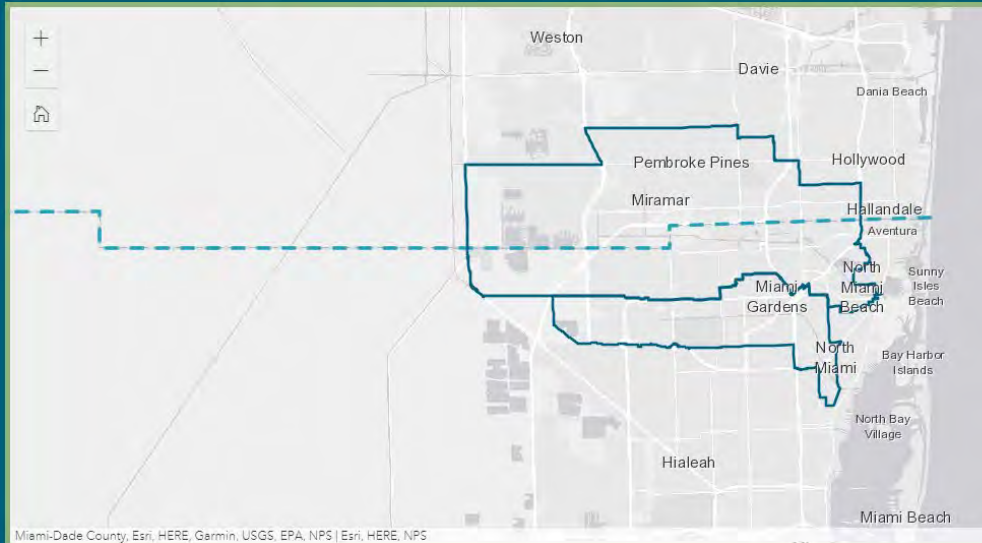 +
Weston
−
Davie
Dania Beach
Pembroke Pines
Hollywood
Miramar
Hallandale
Aventura
North
Miami
Beach
Sunny
Isles
Beach
Miami
Gardens
North
Miami
Bay Harbor
Islands
North Bay
Village
Hialeah
Miami Beach
Miami-Dade County, Esri, HERE, Garmin, USGS, EPA, NPS | Esri, HERE, NPS